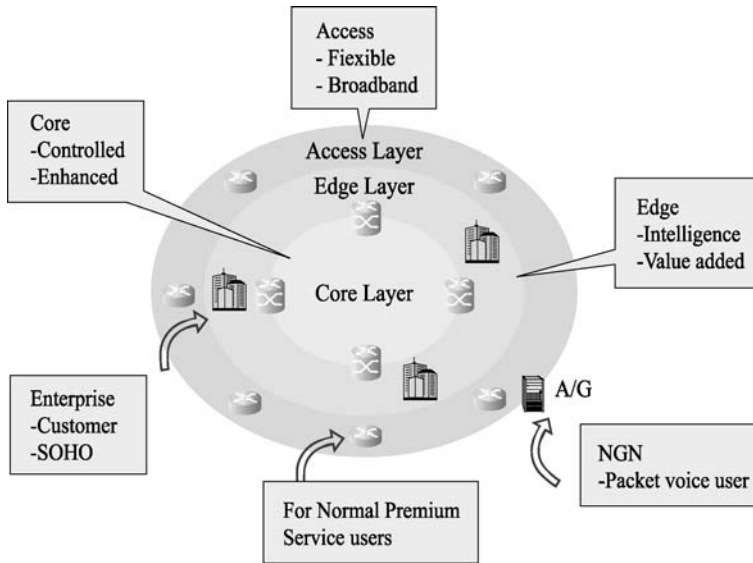 Access
- Fiexible
- Broadband
Core
-Controlled
-Enhanced
Access Layer
Edge Layer
Edge
-Intelligence
-Value added
Core Layer
Enterprise
-Customer
-SOHO
A/G
NGN
-Packet voice user
For Normal Premium
Service users